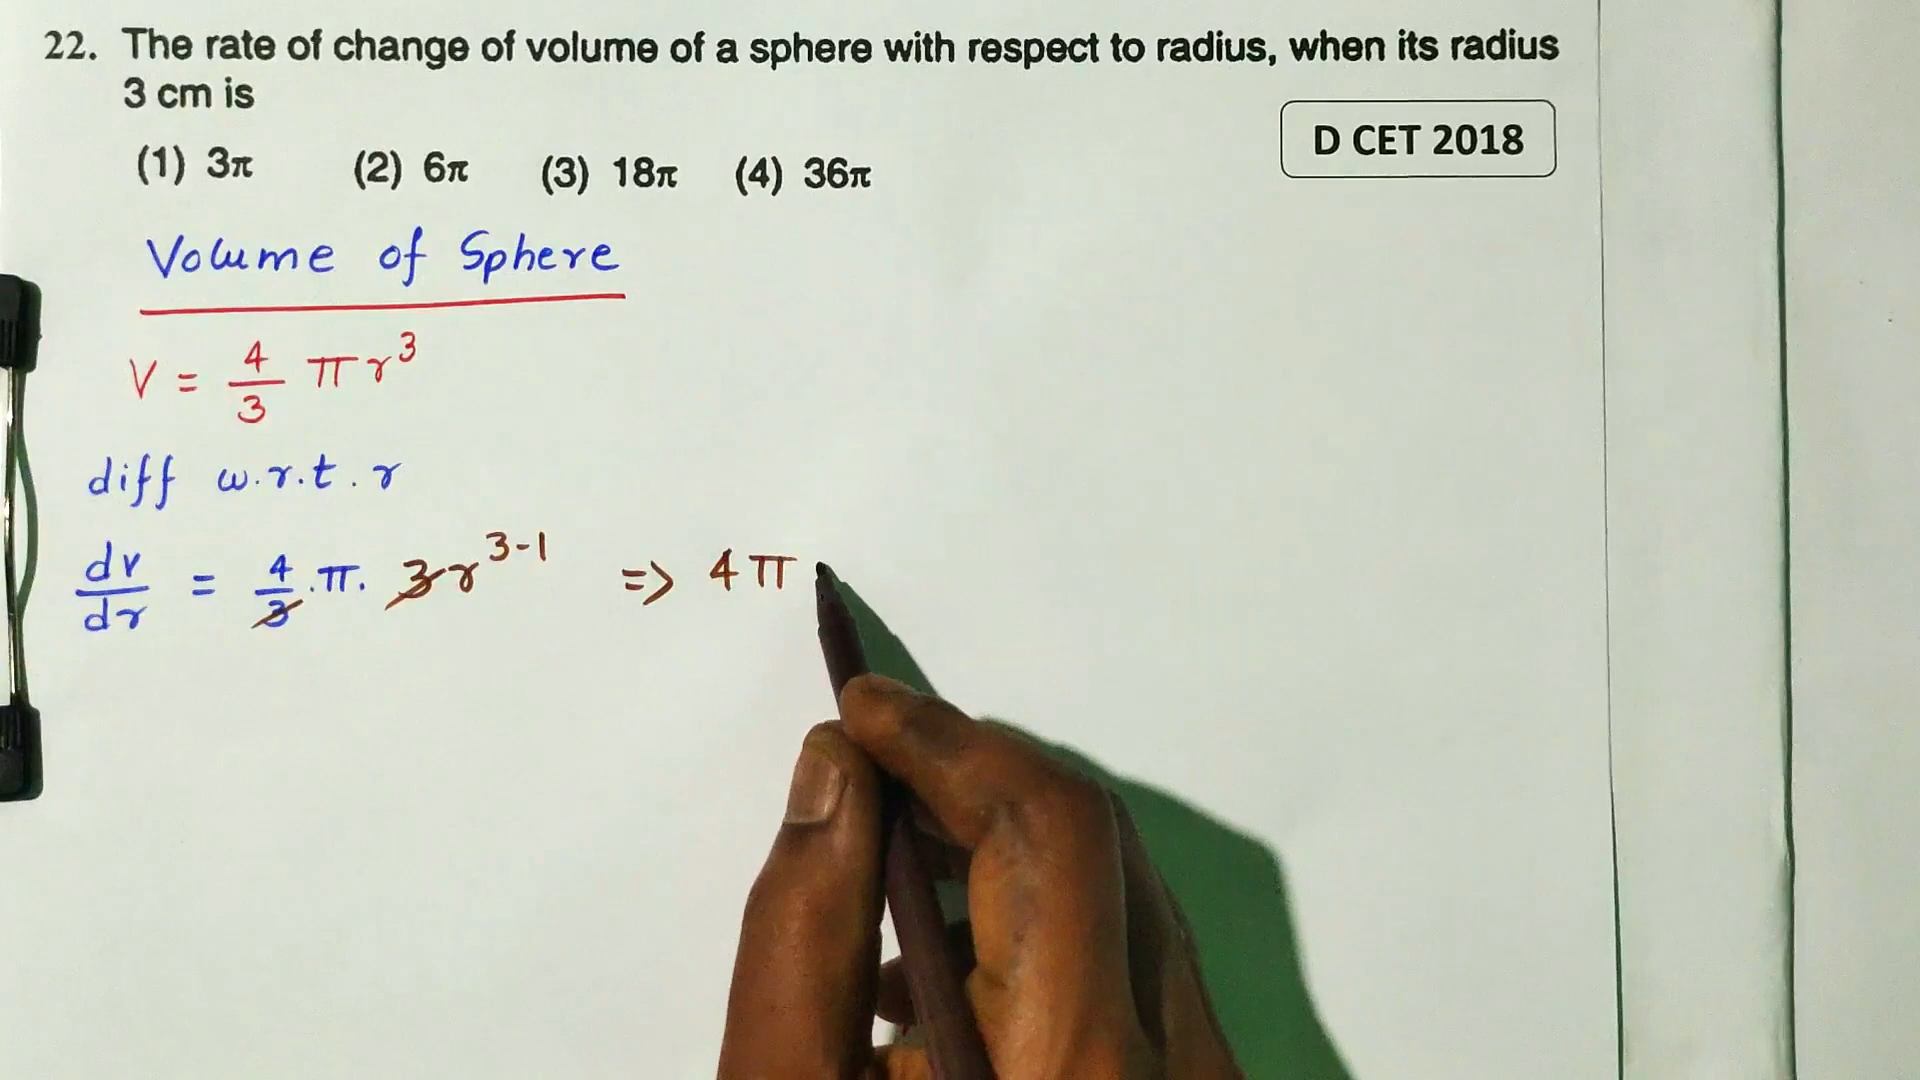 22. The rate of change of volume of a sphere with respect to radius, when its radius
3 cm is
D CET 2018
(1) 3π (2) 6π (3) 18π (4) 36π
Volume of Sphere
V = 4/3 π r³
diff w.r.t. r
dv/dr = 4/3 . π . 3r³⁻¹ => 4π